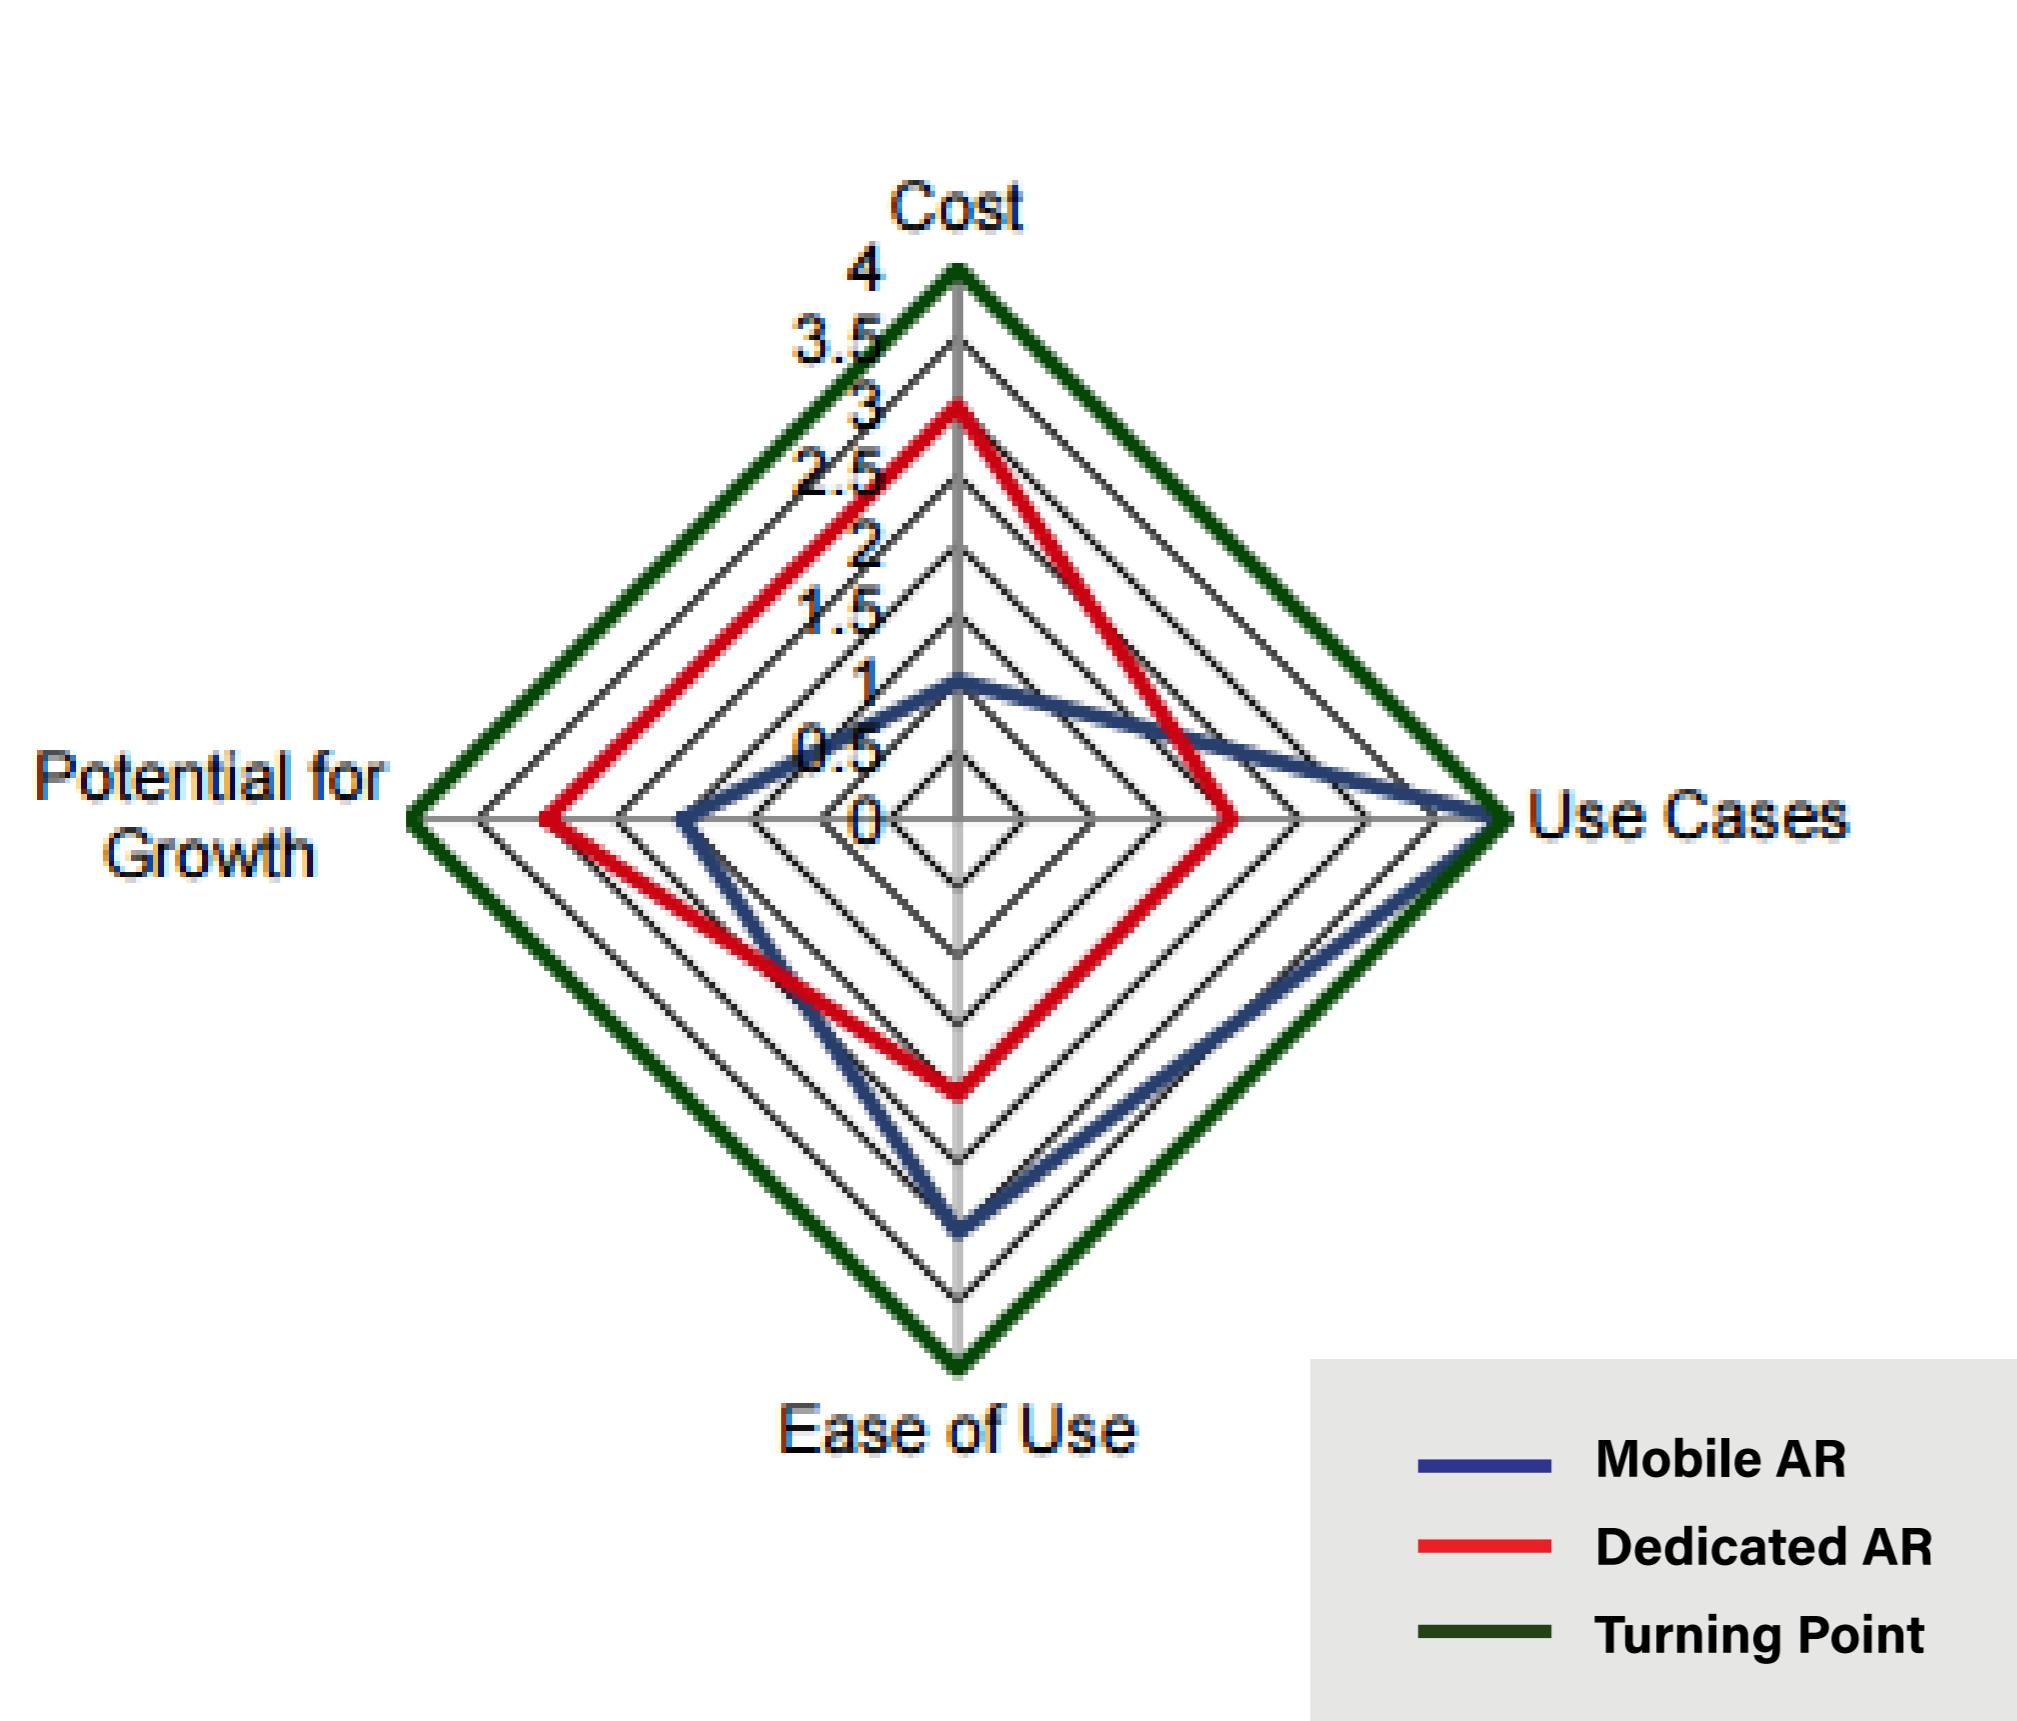 Cost
4
3.5
3
2.5
2
1.5
1
0.5
0
Potential for
Growth
Use Cases
Ease of Use
Mobile AR
Dedicated AR
Turning Point